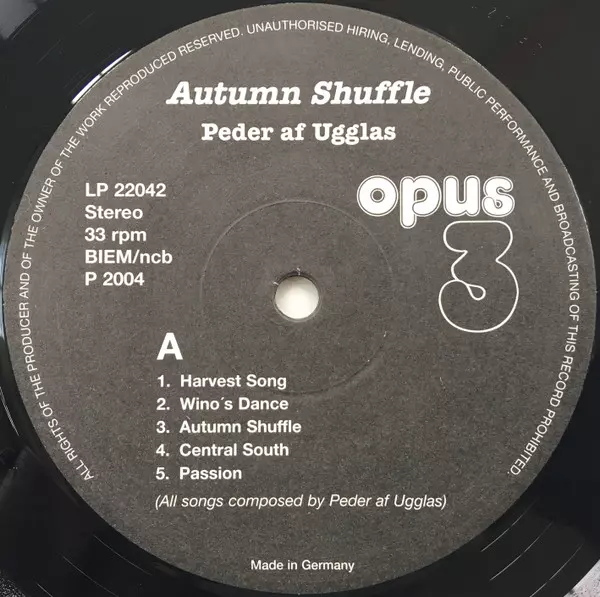 ALL RIGHTS OF THE PRODUCER AND OF THE OWNER OF THE WORK REPRODUCED RESERVED. UNAUTHORISED HIRING, LENDING, PUBLIC PERFORMANCE AND BROADCASTING OF THIS RECORD PROHIBITED.
Autumn Shuffle
Peder af Ugglas
LP 22042
Stereo
33 rpm
BIEM/ncb
P 2004
opus
3
A
1. Harvest Song
2. Wino´s Dance
3. Autumn Shuffle
4. Central South
5. Passion
(All songs composed by Peder af Ugglas)
Made in Germany